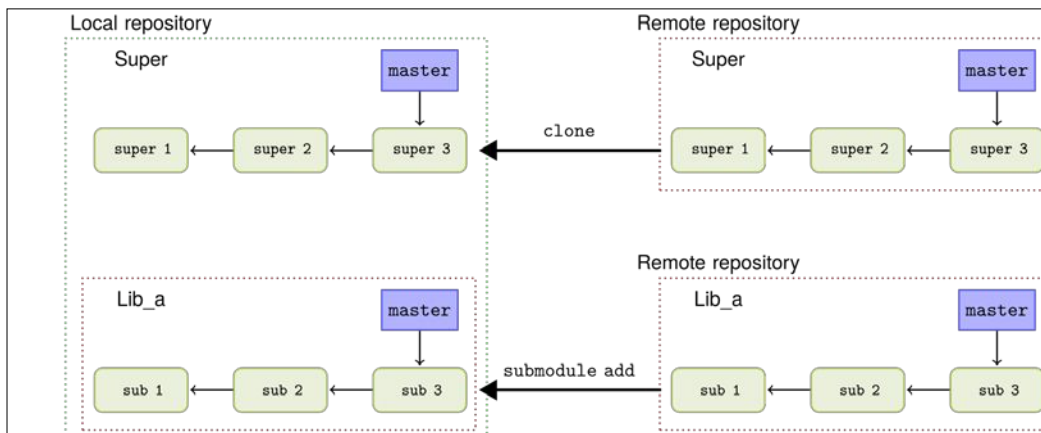 Local repository
Remote repository
Super
Super
master
master
clone
super 1
super 2
super 3
super 1
super 2
super 3
Remote repository
Lib_a
Lib_a
master
master
submodule add
sub 1
sub 2
sub 3
sub 1
sub 2
sub 3